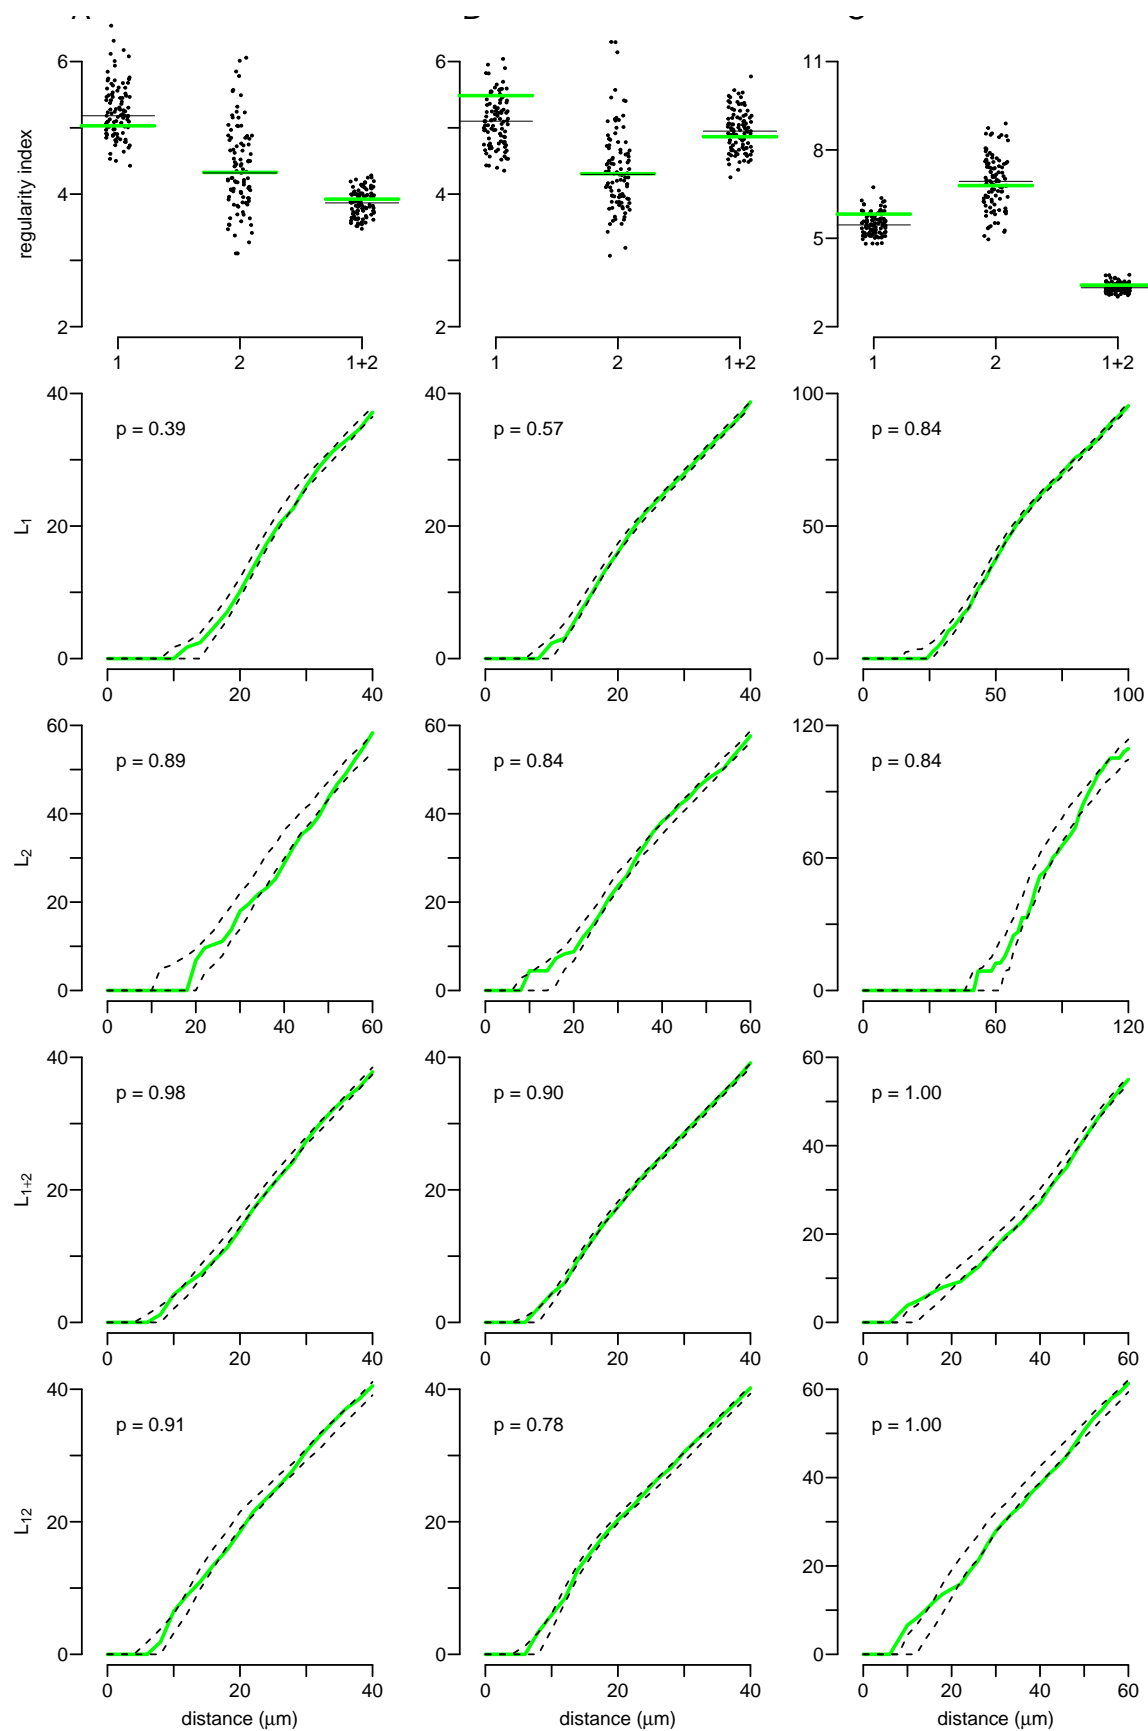 6 6 11
8
4 4
5
regularity index
2 2 2
1 2 1+2 1 2 1+2 1 2 1+2
40 40 100
p = 0.39 p = 0.57 p = 0.84
20 20 50
L1
0 0 0
0 20 40 0 20 40 0 50 100
60 60 120
p = 0.89 p = 0.84 p = 0.84
40 40
60
L2
20 20
0 0 0
0 20 40 60 0 20 40 60 0 60 120
40 40 60
p = 0.98 p = 0.90 p = 1.00
40
20 20
L1+2
20
0 0 0
0 20 40 0 20 40 0 20 40 60
40 40 60
p = 0.91 p = 0.78 p = 1.00
40
20 20
L12
20
0 0 0
0 20 40 0 20 40 0 20 40 60
distance (μm) distance (μm) distance (μm)